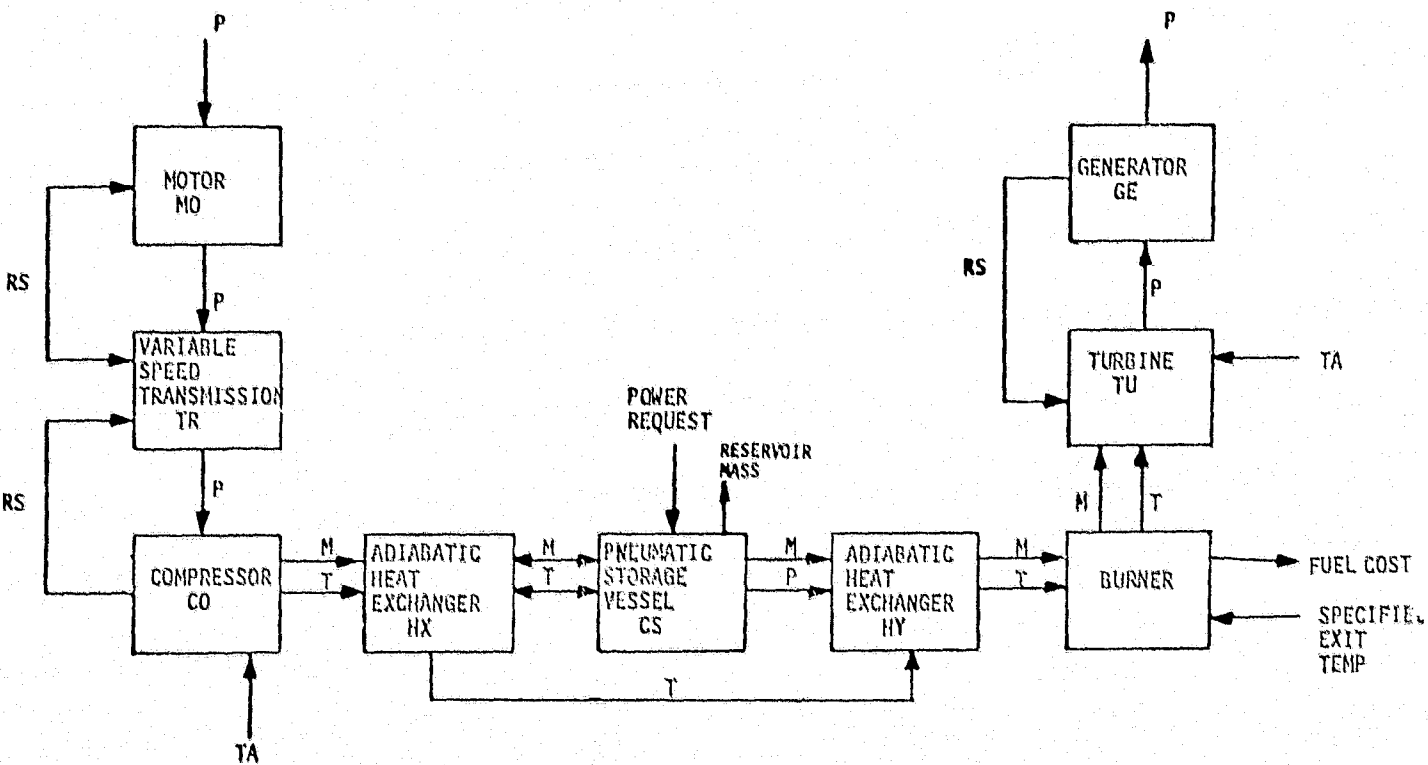 P
MOTOR
MO
RS
P
VARIABLE
SPEED
TRANSMISSION
TR
RS
P
COMPRESSOR
CO
TA
M
T
ADIABATIC
HEAT
EXCHANGER
HX
M
T
POWER
REQUEST
RESERVOIR
MASS
PNEUMATIC
STORAGE
VESSEL
CS
M
P
ADIABATIC
HEAT
EXCHANGER
HY
T
M
T
BURNER
FUEL COST
SPECIFIE
EXIT
TEMP
M
T
TURBINE
TU
TA
RS
P
GENERATOR
GE
P